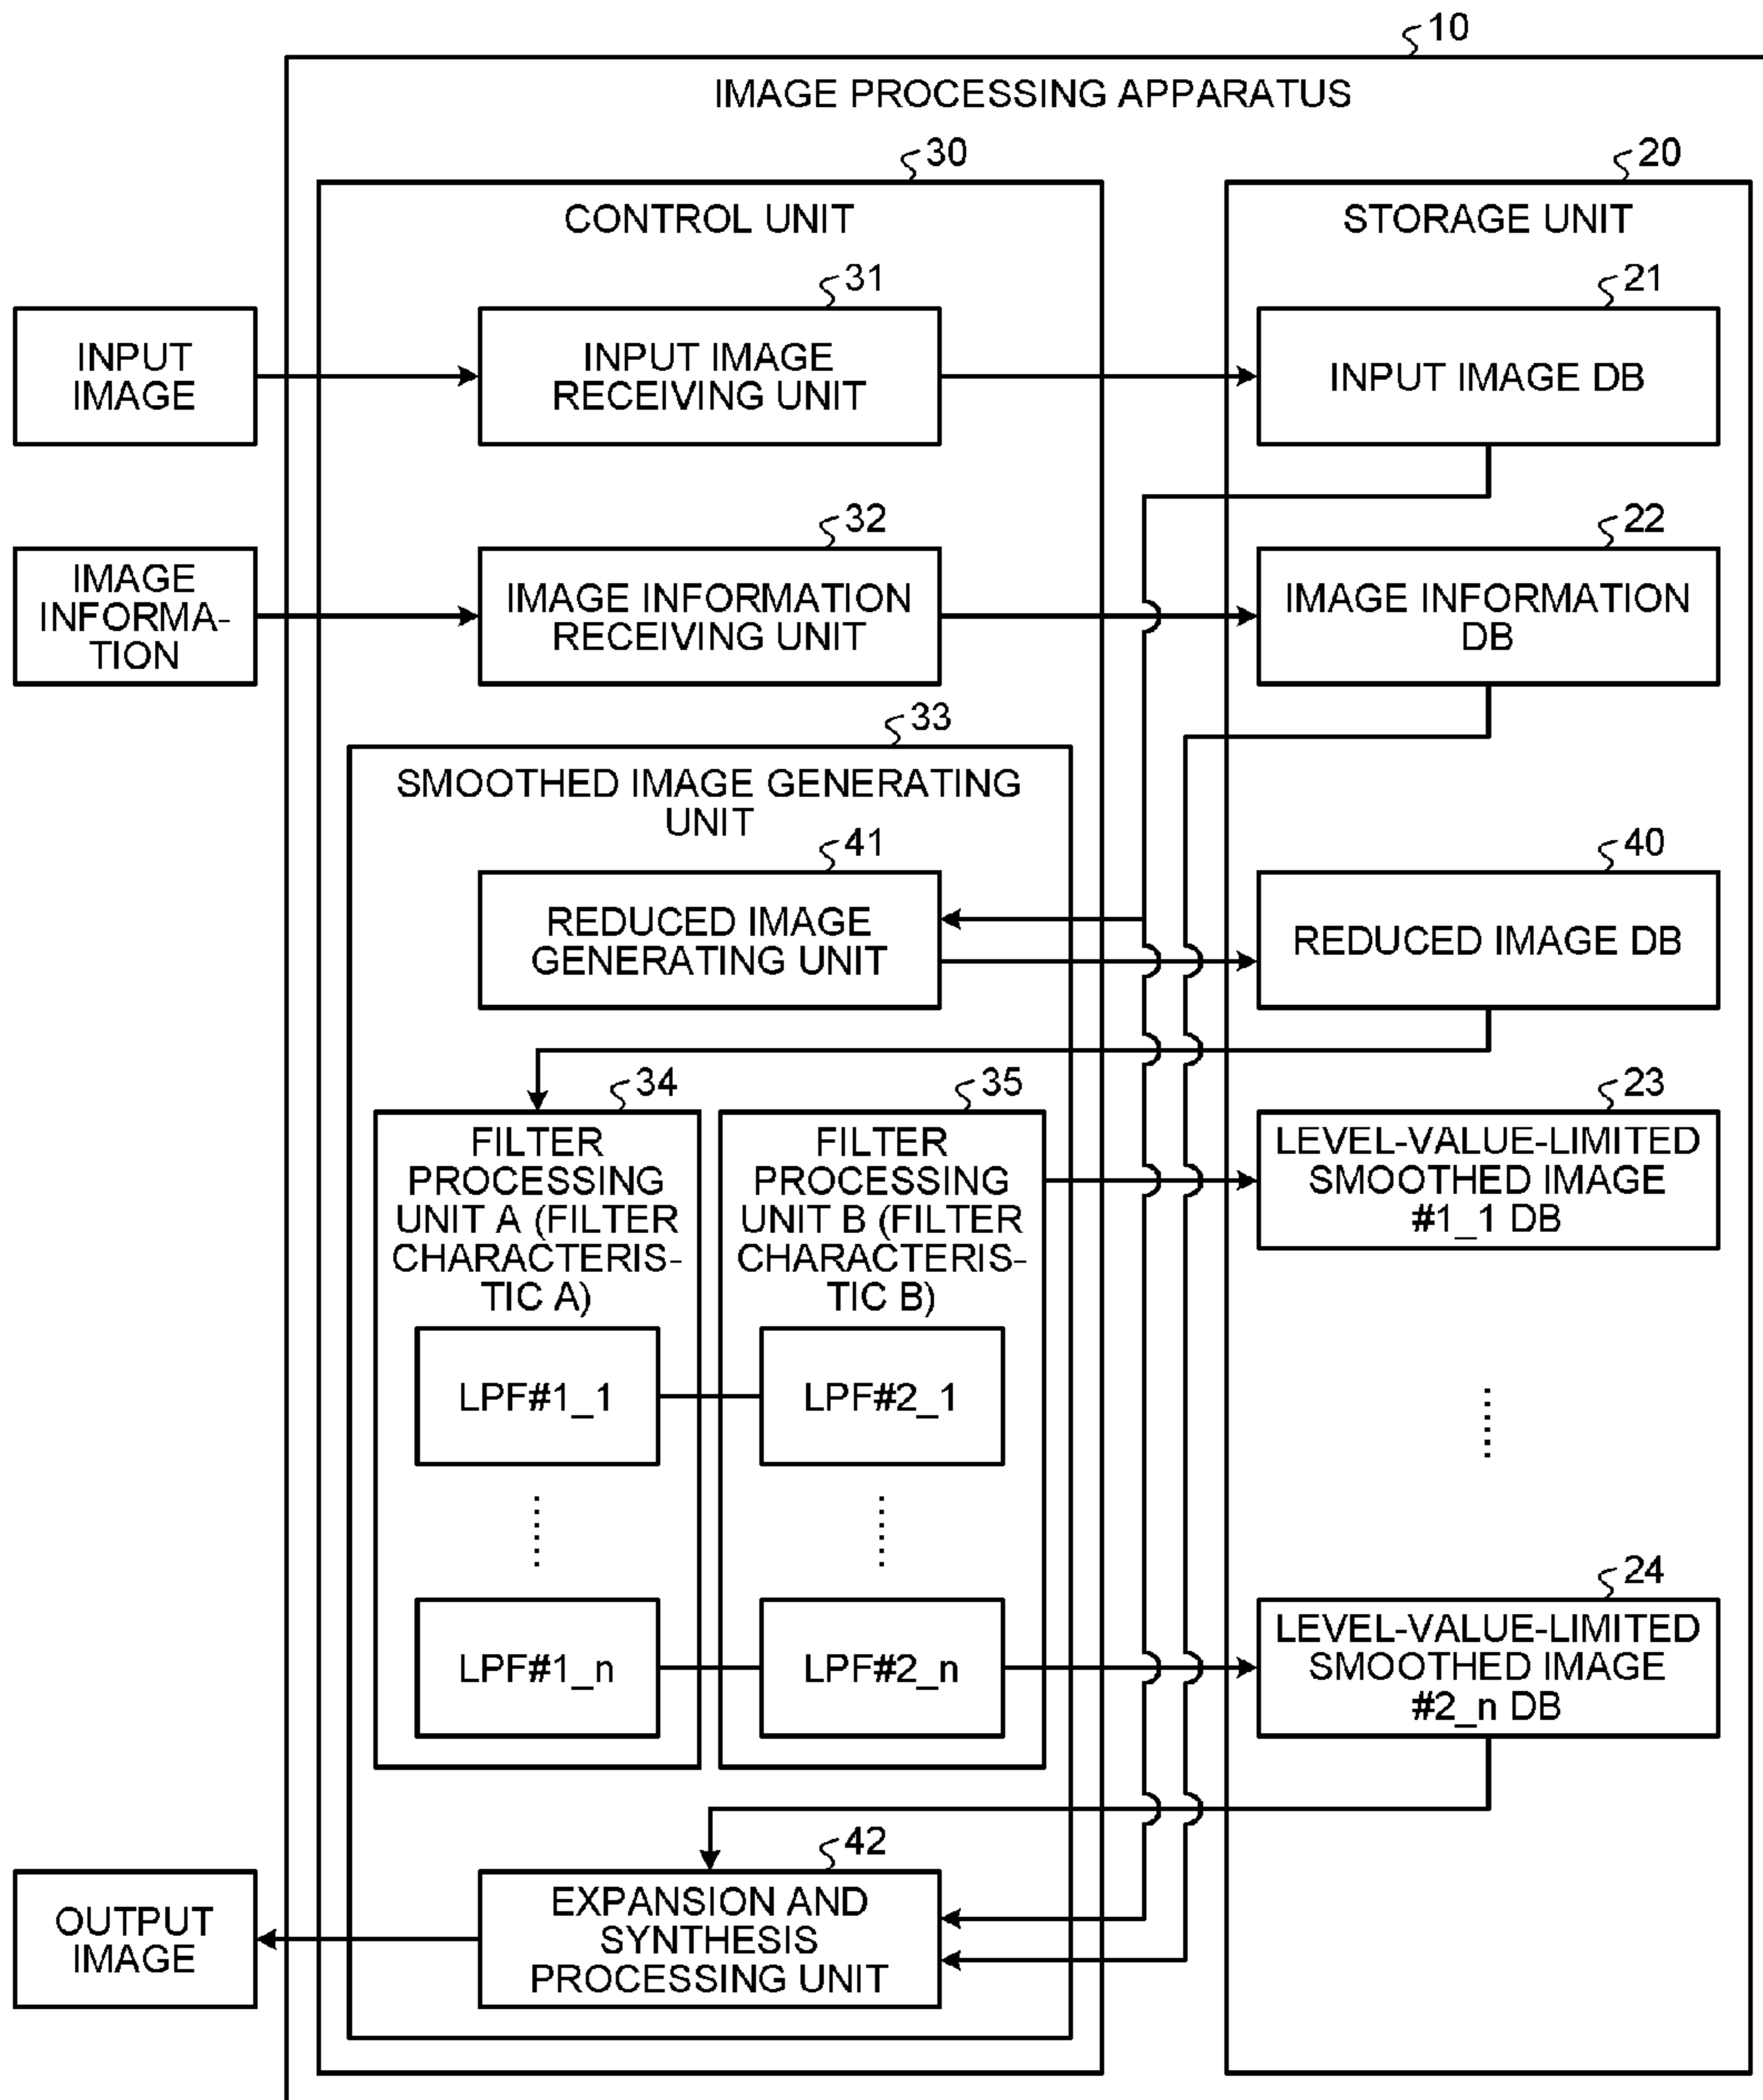 10
IMAGE PROCESSING APPARATUS
30
20
CONTROL UNIT
STORAGE UNIT
31
21
INPUT
IMAGE
INPUT IMAGE
RECEIVING UNIT
INPUT IMAGE DB
32
22
IMAGE
INFORMA-
TION
IMAGE INFORMATION
RECEIVING UNIT
IMAGE INFORMATION
DB
33
SMOOTHED IMAGE GENERATING
UNIT
41
40
REDUCED IMAGE
GENERATING UNIT
REDUCED IMAGE DB
34
35
23
FILTER
PROCESSING
UNIT A (FILTER
CHARACTERIS-
TIC A)
FILTER
PROCESSING
UNIT B (FILTER
CHARACTERIS-
TIC B)
LEVEL-VALUE-LIMITED
SMOOTHED IMAGE
#1_1 DB
LPF#1_1
LPF#2_1
24
LPF#1_n
LPF#2_n
LEVEL-VALUE-LIMITED
SMOOTHED IMAGE
#2_n DB
42
OUTPUT
IMAGE
EXPANSION AND
SYNTHESIS
PROCESSING UNIT